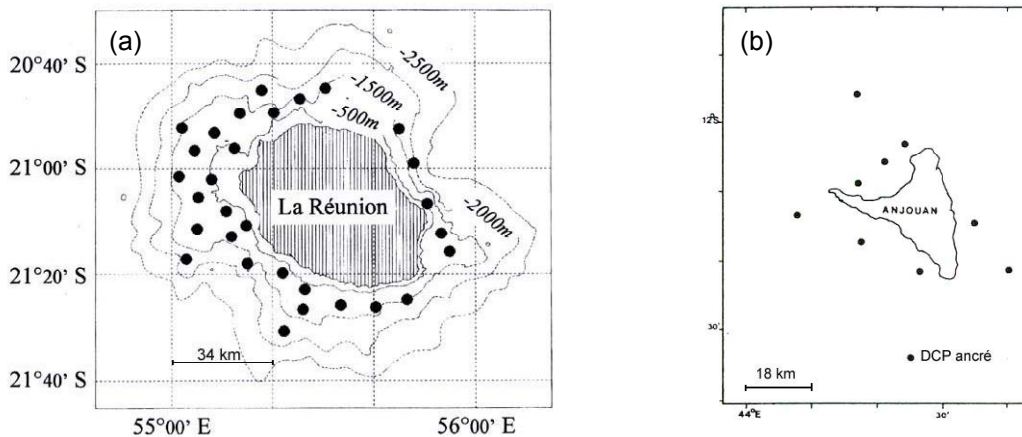 (a)
20°40' S
21°00' S
21°20' S
21°40' S
-2500m
-1500m
-500m
La Réunion
-2000m
34 km
55°00' E
56°00' E
(b)
12° S
ANJOUAN
30'
DCP ancré
18 km
44°E
30'